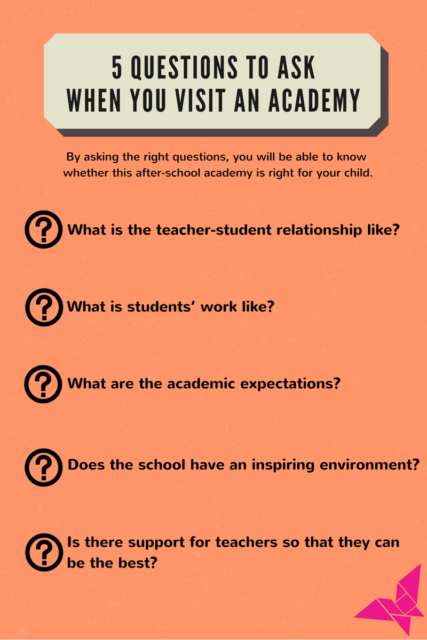 5 QUESTIONS TO ASK
WHEN YOU VISIT AN ACADEMY
By asking the right questions, you will be able to know
whether this after-school academy is right for your child.
What is the teacher-student relationship like?
What is students’ work like?
What are the academic expectations?
Does the school have an inspiring environment?
Is there support for teachers so that they can
be the best?